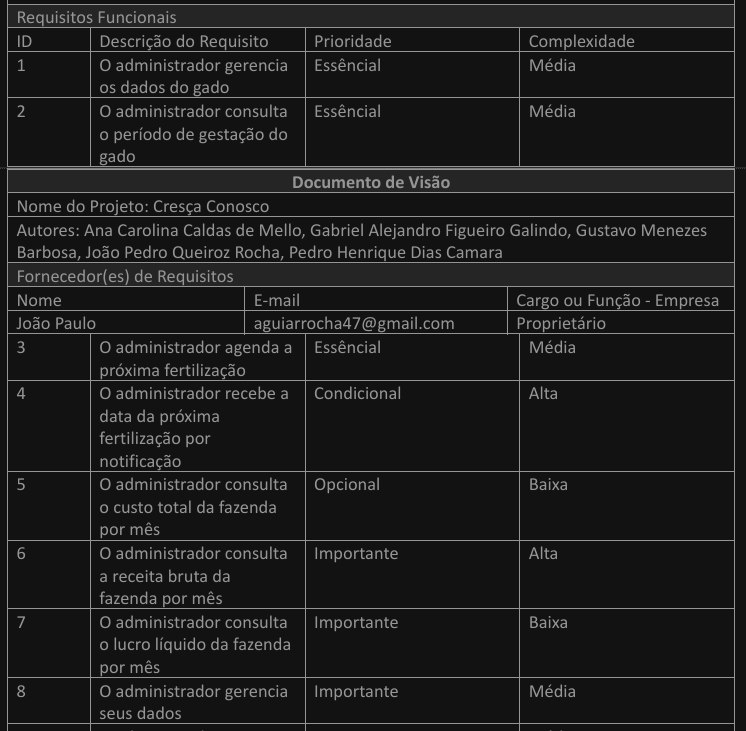 Requisitos Funcionais
ID Descrição do Requisito Prioridade Complexidade
1 O administrador gerencia Essêncial Média
os dados do gado
2 O administrador consulta Essêncial Média
o período de gestação do
gado
Documento de Visão
Nome do Projeto: Cresça Conosco
Autores: Ana Carolina Caldas de Mello, Gabriel Alejandro Figueiro Galindo, Gustavo Menezes
Barbosa, João Pedro Queiroz Rocha, Pedro Henrique Dias Camara
Fornecedor(es) de Requisitos
Nome E-mail Cargo ou Função - Empresa
João Paulo aguiarrocha47@gmail.com Proprietário
3 O administrador agenda a Essêncial Média
próxima fertilização
4 O administrador recebe a Condicional Alta
data da próxima
fertilização por
notificação
5 O administrador consulta Opcional Baixa
o custo total da fazenda
por mês
6 O administrador consulta Importante Alta
a receita bruta da
fazenda por mês
7 O administrador consulta Importante Baixa
o lucro líquido da fazenda
por mês
8 O administrador gerencia Importante Média
seus dados